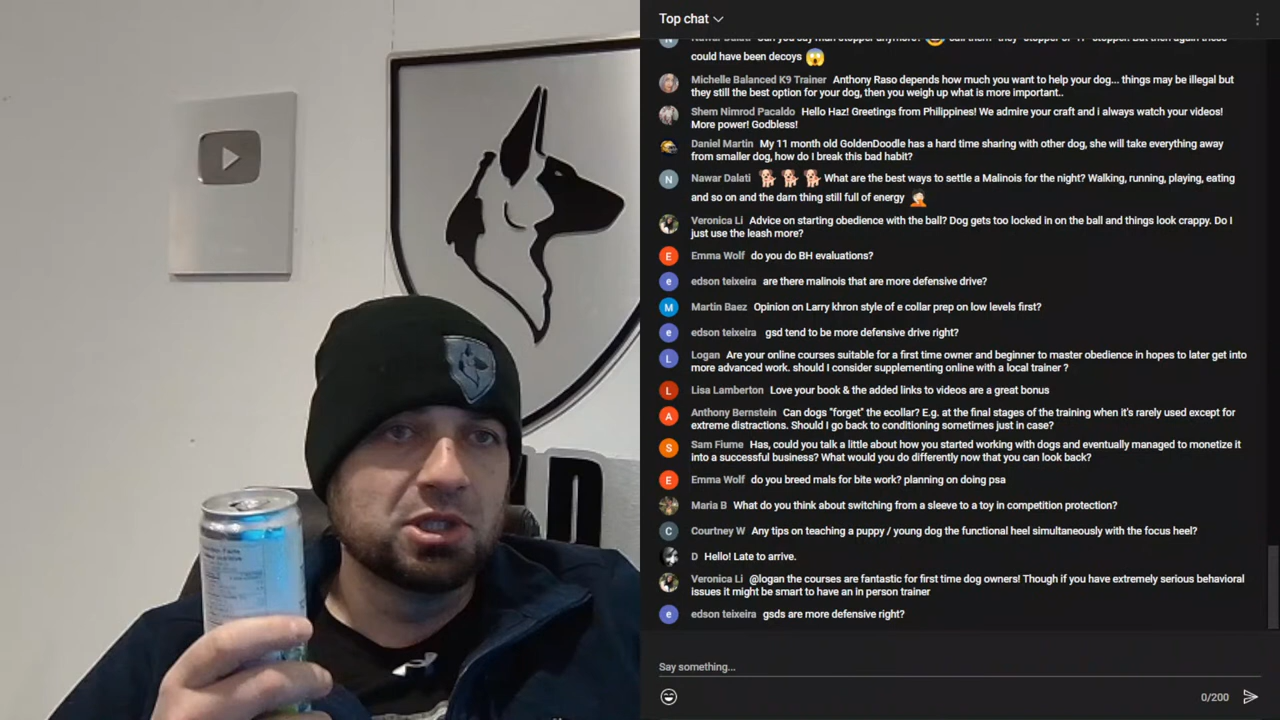 Top chat
could have been decoys
Michelle Balanced K9 Trainer Anthony Raso depends how much you want to help your dog... things may be illegal but
they still the best option for your dog, then you weigh up what is more important..
Shem Nimrod Pacaldo Hello Haz! Greetings from Philippines! We admire your craft and i always watch your videos!
More power! Godbless!
Daniel Martin My 11 month old GoldenDoodle has a hard time sharing with other dog, she will take everything away
from smaller dog, how do I break this bad habit?
N
Nawar Dalati 🐕 🐕 🐕 What are the best ways to settle a Malinois for the night? Walking, running, playing, eating
and so on and the darn thing still full of energy
Veronica Li Advice on starting obedience with the ball? Dog gets too locked in on the ball and things look crappy. Do I
just use the leash more?
E Emma Wolf do you do BH evaluations?
e edson teixeira are there malinois that are more defensive drive?
M Martin Baez Opinion on Larry khron style of e collar prep on low levels first?
e edson teixeira gsd tend to be more defensive drive right?
L Logan Are your online courses suitable for a first time owner and beginner to master obedience in hopes to later get into
more advanced work. should I consider supplementing online with a local trainer ?
L Lisa Lamberton Love your book & the added links to videos are a great bonus
A Anthony Bernstein Can dogs "forget" the ecollar? E.g. at the final stages of the training when it's rarely used except for
extreme distractions. Should I go back to conditioning sometimes just in case?
S Sam Fiume Has, could you talk a little about how you started working with dogs and eventually managed to monetize it
into a successful business? What would you do differently now that you can look back?
E Emma Wolf do you breed mals for bite work? planning on doing psa
Maria B What do you think about switching from a sleeve to a toy in competition protection?
C Courtney W Any tips on teaching a puppy / young dog the functional heel simultaneously with the focus heel?
D Hello! Late to arrive.
Veronica Li @logan the courses are fantastic for first time dog owners! Though if you have extremely serious behavioral
issues it might be smart to have an in person trainer
e edson teixeira gsds are more defensive right?
Say something...
0/200